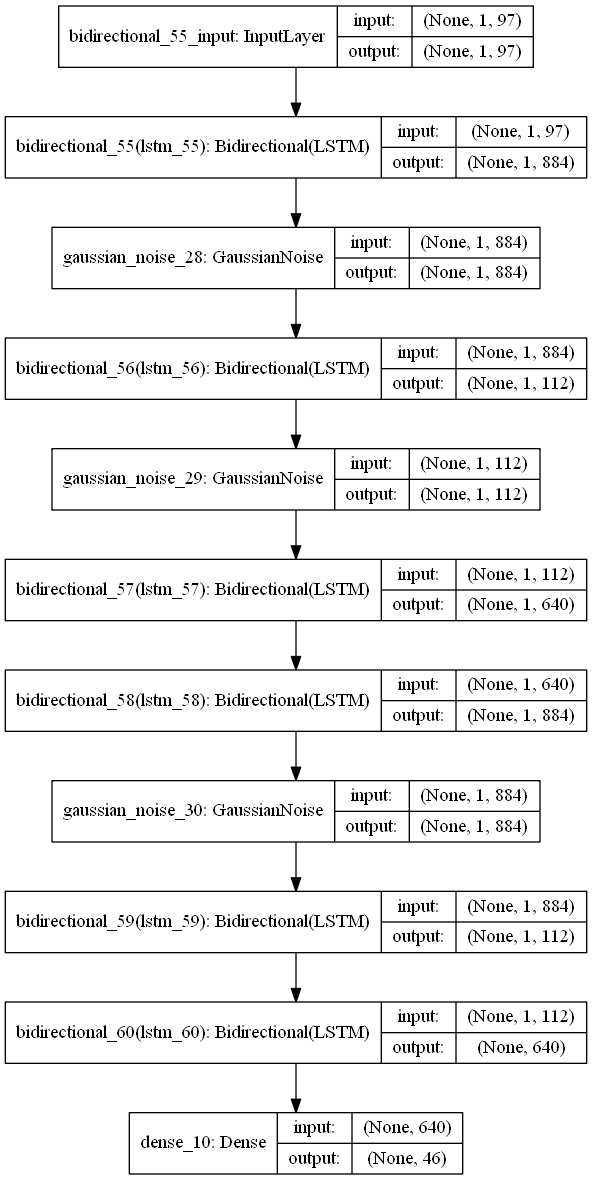 bidirectional_55_input: InputLayer
input: (None, 1, 97)
output: (None, 1, 97)
bidirectional_55(lstm_55): Bidirectional(LSTM)
input: (None, 1, 97)
output: (None, 1, 884)
gaussian_noise_28: GaussianNoise
input: (None, 1, 884)
output: (None, 1, 884)
bidirectional_56(lstm_56): Bidirectional(LSTM)
input: (None, 1, 884)
output: (None, 1, 112)
gaussian_noise_29: GaussianNoise
input: (None, 1, 112)
output: (None, 1, 112)
bidirectional_57(lstm_57): Bidirectional(LSTM)
input: (None, 1, 112)
output: (None, 1, 640)
bidirectional_58(lstm_58): Bidirectional(LSTM)
input: (None, 1, 640)
output: (None, 1, 884)
gaussian_noise_30: GaussianNoise
input: (None, 1, 884)
output: (None, 1, 884)
bidirectional_59(lstm_59): Bidirectional(LSTM)
input: (None, 1, 884)
output: (None, 1, 112)
bidirectional_60(lstm_60): Bidirectional(LSTM)
input: (None, 1, 112)
output: (None, 640)
dense_10: Dense
input: (None, 640)
output: (None, 46)